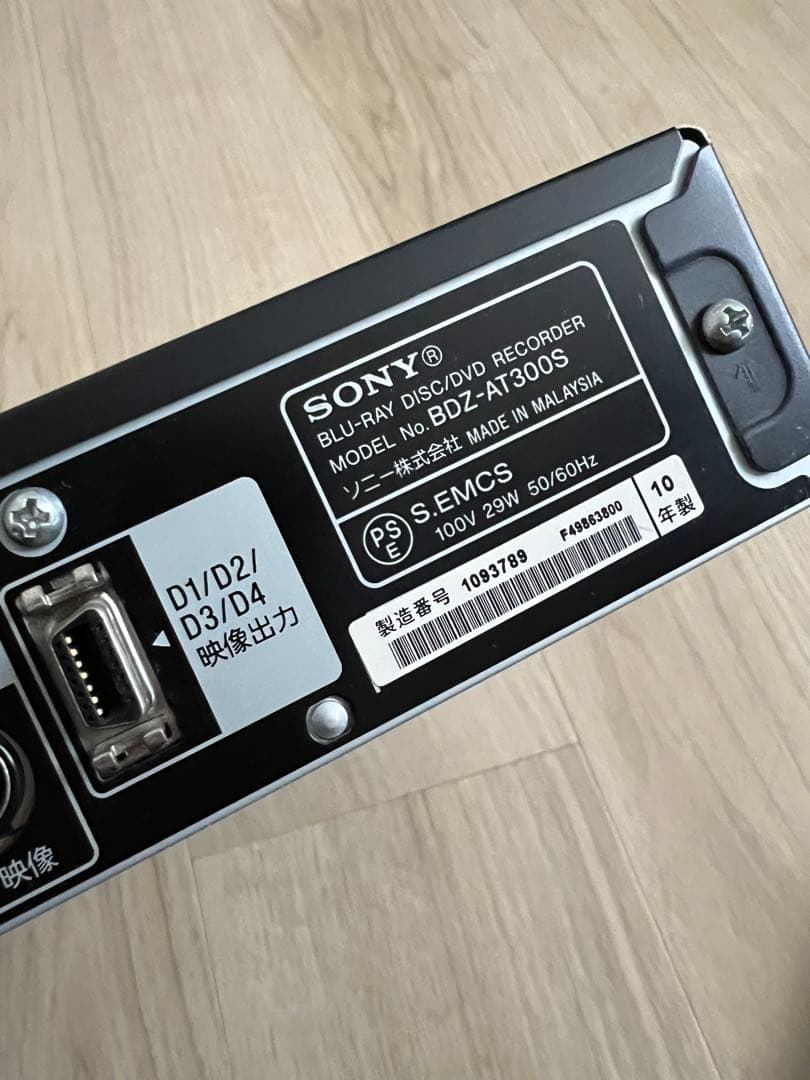 SONY®
BLU-RAY DISC/DVD RECORDER
MODEL No. BDZ-AT300S
ソニー株式会社 MADE IN MALAYSIA
PSE S.EMCS
100V 29W 50/60Hz
製造番号 1093789 F49863800
10
年製
D1/D2/
D3/D4
映像出力
映像